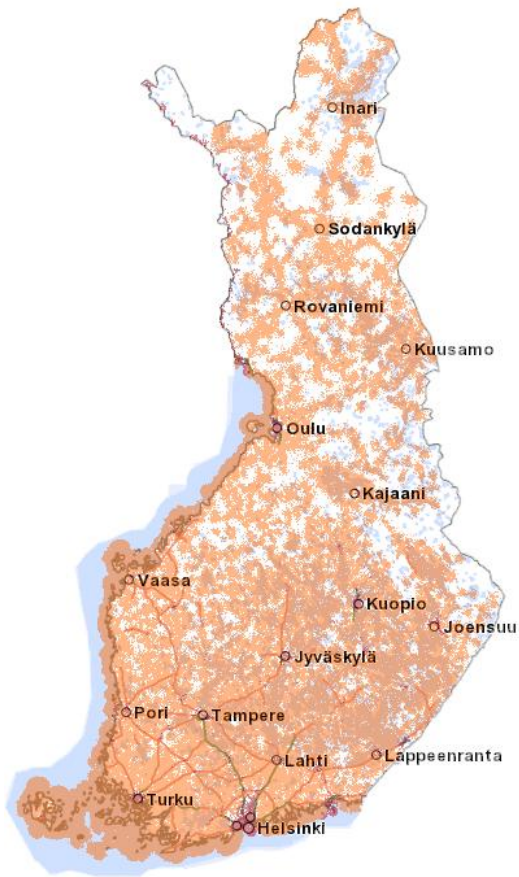 Inari
Sodankylä
Rovaniemi
Kuusamo
Oulu
Kajaani
Vaasa
Kuopio
Joensuu
Jyväskylä
Pori
Tampere
Lahti
Lappeenranta
Turku
Helsinki